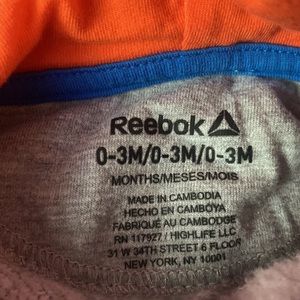 Reebok
0-3M/0-3M/0-3M
MONTHS/MESES/MOIS
MADE IN CAMBODIA
HECHO EN CAMBOYA
FABRIQUÉ AU CAMBODGE
RN 117927 / HIGHLIFE LLC
31 W 34TH STREET 6 FLOOR
NEW YORK, NY 10001